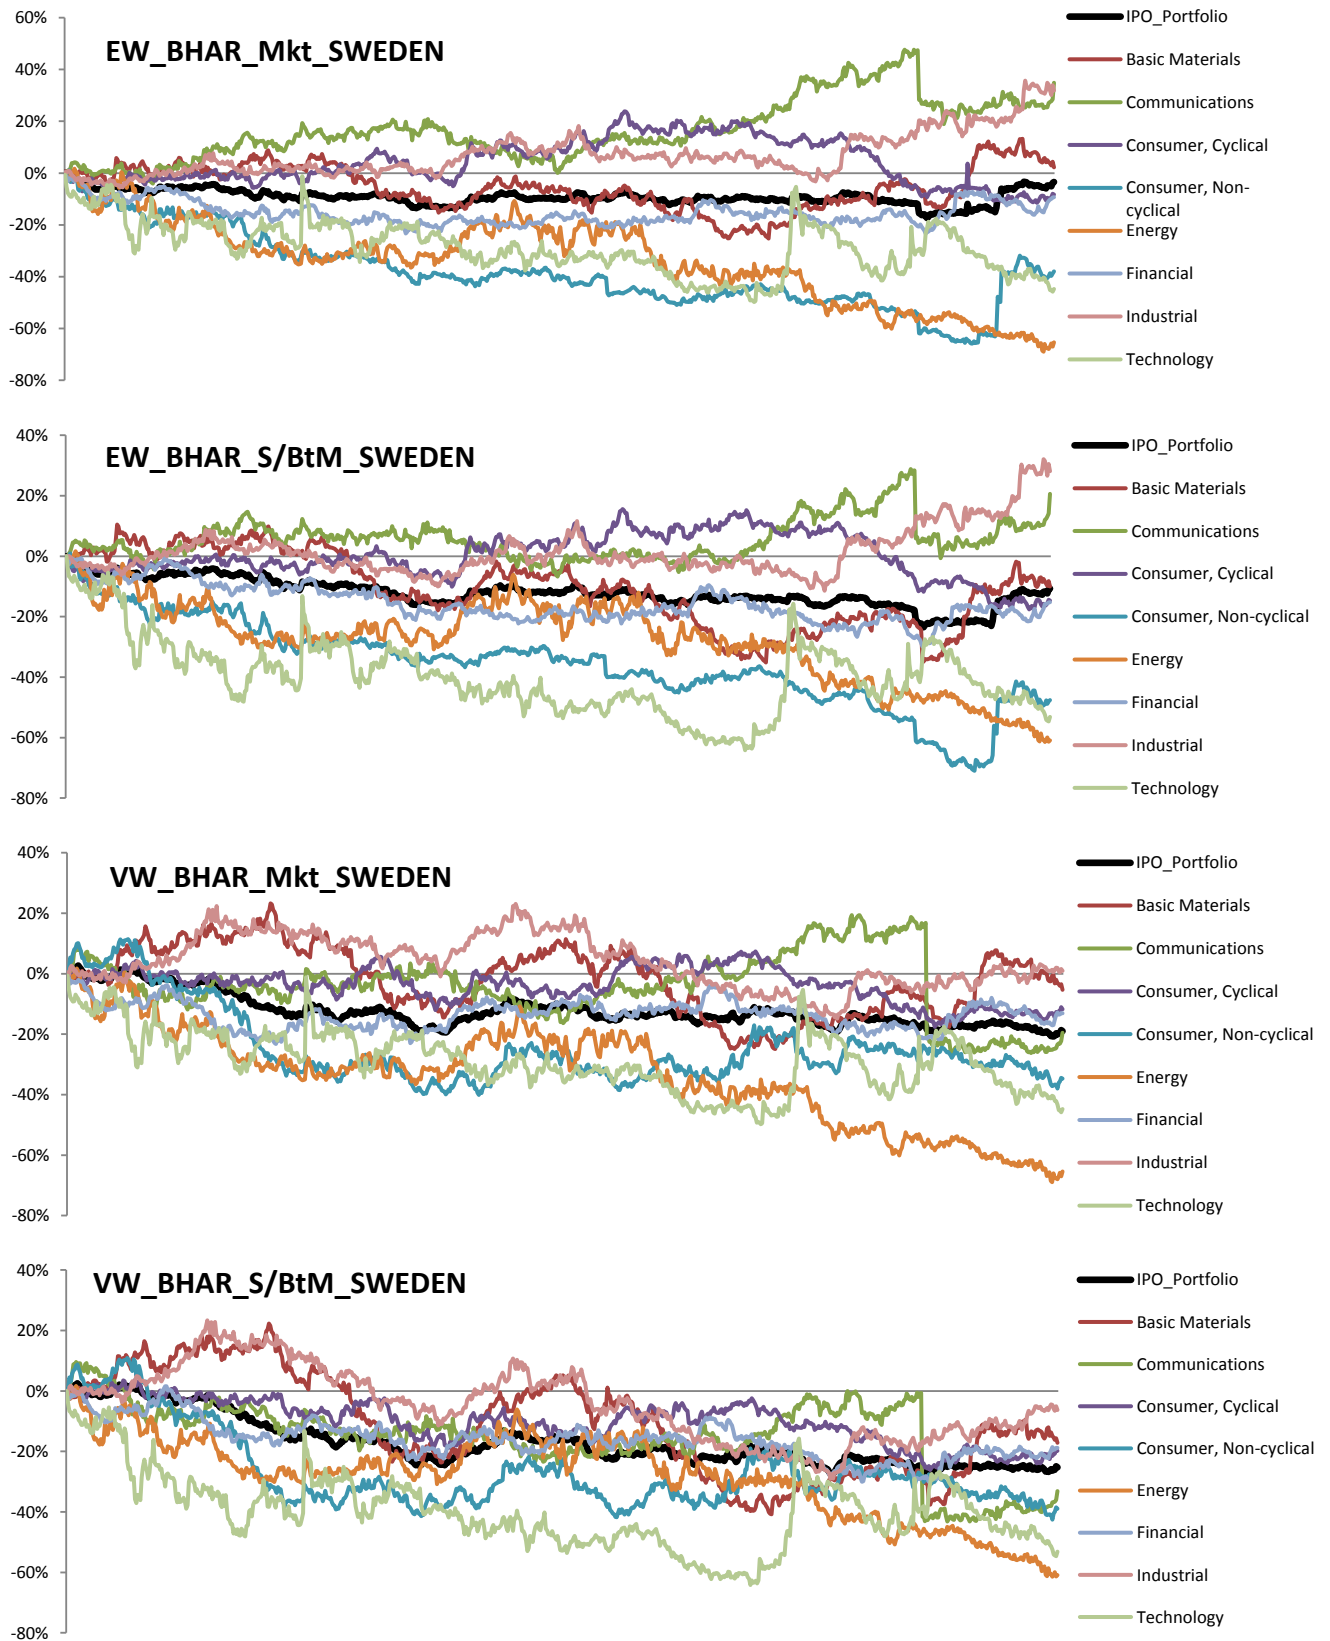 60%
40%
20%
0%
-20%
-40%
-60%
-80%
EW_BHAR_Mkt_SWEDEN
IPO_Portfolio
Basic Materials
Communications
Consumer, Cyclical
Consumer, Non-
cyclical
Energy
Financial
Industrial
Technology
40%
20%
0%
-20%
-40%
-60%
-80%
EW_BHAR_S/BtM_SWEDEN
IPO_Portfolio
Basic Materials
Communications
Consumer, Cyclical
Consumer, Non-cyclical
Energy
Financial
Industrial
Technology
40%
20%
0%
-20%
-40%
-60%
-80%
VW_BHAR_Mkt_SWEDEN
IPO_Portfolio
Basic Materials
Communications
Consumer, Cyclical
Consumer, Non-cyclical
Energy
Financial
Industrial
Technology
40%
20%
0%
-20%
-40%
-60%
-80%
VW_BHAR_S/BtM_SWEDEN
IPO_Portfolio
Basic Materials
Communications
Consumer, Cyclical
Consumer, Non-cyclical
Energy
Financial
Industrial
Technology